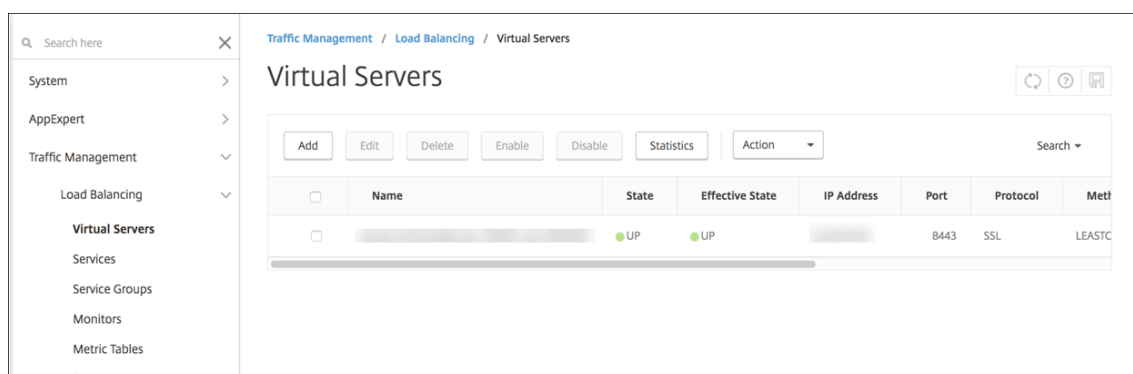 Search here
System
AppExpert
Traffic Management
Load Balancing
Virtual Servers
Services
Service Groups
Monitors
Metric Tables
Traffic Management / Load Balancing / Virtual Servers
Virtual Servers
Add Edit Delete Enable Disable Statistics Action Search
Name State Effective State IP Address Port Protocol
UP UP 8443 SSL